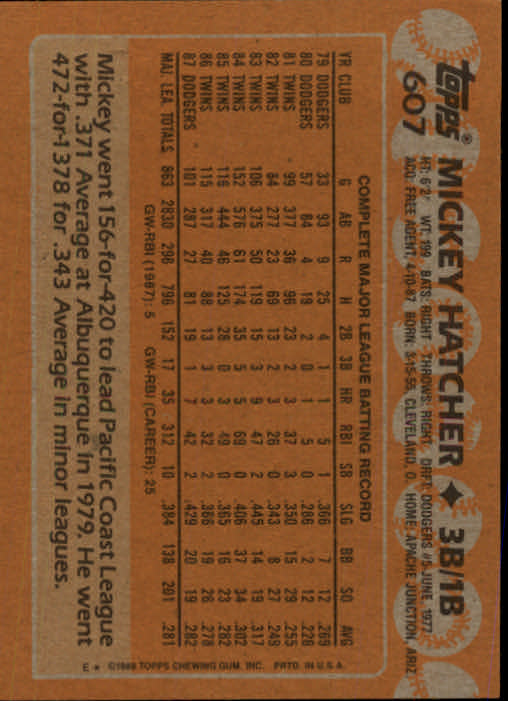 topps®
607
MICKEY HATCHER ✦ 3B/1B
HT: 6'2" WT: 199 BATS: RIGHT THROWS: RIGHT DRFT: DODGERS #5-JUNE, 1977
ACQ: FREE AGENT, 4-10-87 BORN: 3-15-55, CLEVELAND, O. HOME: APACHE JUNCTION, ARIZ.
COMPLETE MAJOR LEAGUE BATTING RECORD
YR CLUB G AB R H 2B 3B HR RBI SB SLG BB SO AVG
79 DODGERS 33 93 9 25 4 1 1 5 1 .366 7 12 .269
80 DODGERS 57 84 4 19 2 0 1 5 0 .286 2 12 .226
81 TWINS 99 377 36 96 23 2 3 37 3 .350 15 29 .255
82 TWINS 84 277 23 69 13 2 3 26 0 .343 8 27 .249
83 TWINS 106 375 50 119 15 3 9 47 2 .445 14 19 .317
84 TWINS 152 576 61 174 35 5 5 69 0 .406 37 34 .302
85 TWINS 116 444 46 125 28 0 3 49 0 .365 16 23 .282
86 TWINS 115 317 40 88 13 3 3 32 2 .366 19 26 .278
87 DODGERS 101 287 27 81 19 1 7 42 2 .429 20 19 .282
MAJ. LEA. TOTALS 863 2830 296 796 152 17 35 312 10 .384 138 201 .281
GW-RBI (1987): 5 GW-RBI (CAREER): 25
Mickey went 156-for-420 to lead Pacific Coast League
with .371 Average at Albuquerque in 1979. He went
472-for-1378 for .343 Average in minor leagues.
E * ©1988 TOPPS CHEWING GUM, INC. PRTD. IN U.S.A.